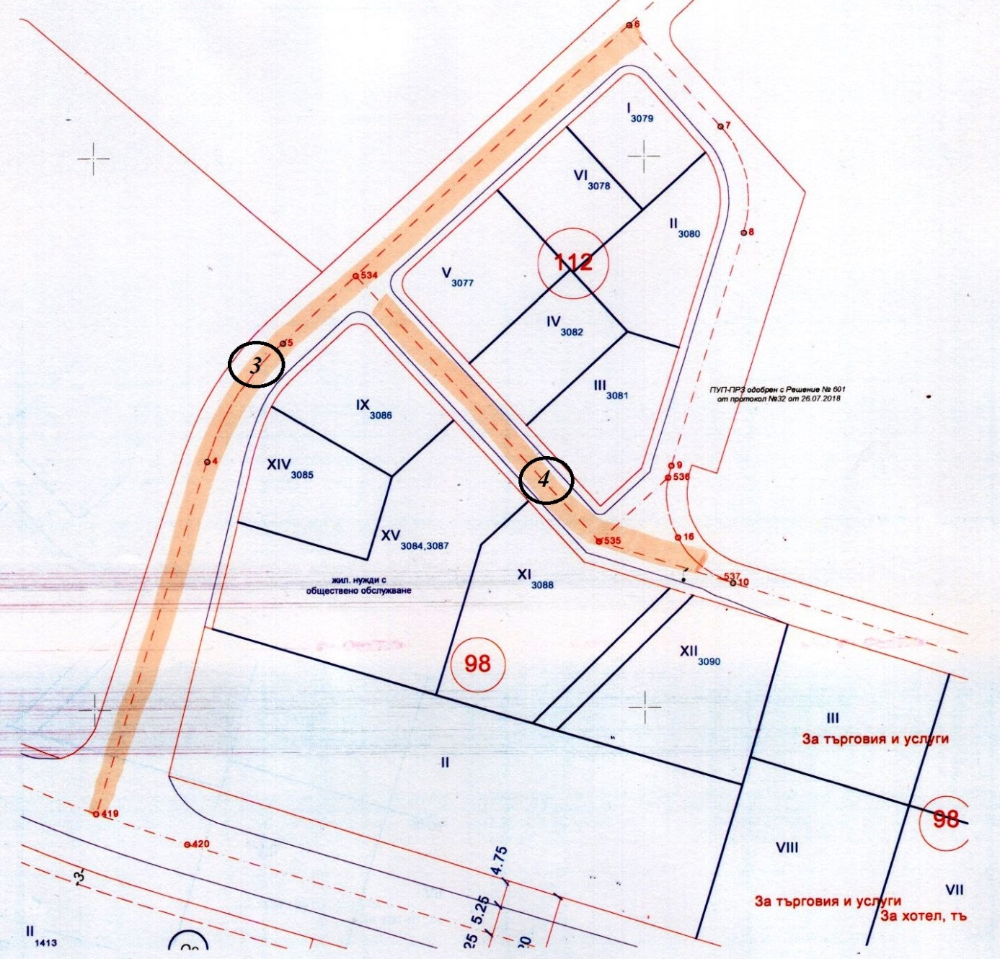 6
I
3079
7
VI
3078
II
3080
8
112
534
V
3077
IV
3082
5
3
III
3081
ПУП-ПРЗ одобрен с Решение № 601
от протокол №32 от 26.07.2018
IX
3086
4
XIV
3085
9
536
4
535
16
XV
3084,3087
жил. нужди с
обществено обслужване
XI
3088
537
10
98
XII
3090
III
За търговия и услуги
II
419
420
98
VIII
VII
За търговия и услуги
За хотел, тъ
4.75
5.25
25
20
-3-
II
1413